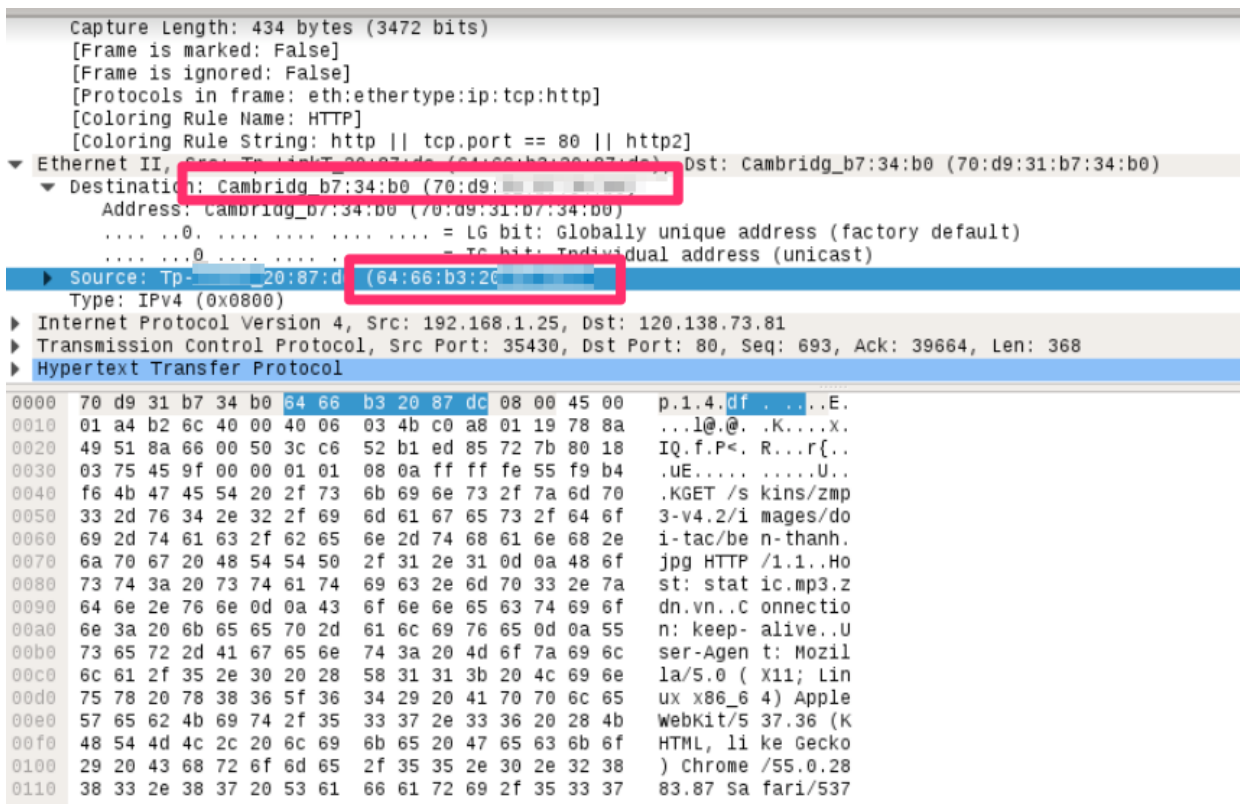 Capture Length: 434 bytes (3472 bits)
[Frame is marked: False]
[Frame is ignored: False]
[Protocols in frame: eth:ethertype:ip:tcp:http]
[Coloring Rule Name: HTTP]
[Coloring Rule String: http || tcp.port == 80 || http2]
Ethernet II, Src: Tp-LinkT_20:87:dc (64:66:b3:20:87:dc), Dst: Cambridg_b7:34:b0 (70:d9:31:b7:34:b0)
Destination: Cambridg_b7:34:b0 (70:d9:
Address: Cambridg_b7:34:b0 (70:d9:31:b7:34:b0)
.... ..0. .... .... .... .... = LG bit: Globally unique address (factory default)
.... ...0 .... .... = IG bit: Individual address (unicast)
Source: Tp- _20:87:d (64:66:b3:20
Type: IPv4 (0x0800)
Internet Protocol Version 4, Src: 192.168.1.25, Dst: 120.138.73.81
Transmission Control Protocol, Src Port: 35430, Dst Port: 80, Seq: 693, Ack: 39664, Len: 368
Hypertext Transfer Protocol
0000 70 d9 31 b7 34 b0 64 66 b3 20 87 dc 08 00 45 00 p.1.4.df . ....E.
0010 01 a4 b2 6c 40 00 40 06 03 4b c0 a8 01 19 78 8a ...l@.@. .K....x.
0020 49 51 8a 66 00 50 3c c6 52 b1 ed 85 72 7b 80 18 IQ.f.P<. R...r{..
0030 03 75 45 9f 00 00 01 01 08 0a ff ff fe 55 f9 b4 .uE..... .....U..
0040 f6 4b 47 45 54 20 2f 73 6b 69 6e 73 2f 7a 6d 70 .KGET /s kins/zmp
0050 33 2d 76 34 2e 32 2f 69 6d 61 67 65 73 2f 64 6f 3-v4.2/i mages/do
0060 69 2d 74 61 63 2f 62 65 6e 2d 74 68 61 6e 68 2e i-tac/be n-thanh.
0070 6a 70 67 20 48 54 54 50 2f 31 2e 31 0d 0a 48 6f jpg HTTP /1.1..Ho
0080 73 74 3a 20 73 74 61 74 69 63 2e 6d 70 33 2e 7a st: stat ic.mp3.z
0090 64 6e 2e 76 6e 0d 0a 43 6f 6e 6e 65 63 74 69 6f dn.vn..C onnectio
00a0 6e 3a 20 6b 65 65 70 2d 61 6c 69 76 65 0d 0a 55 n: keep- alive..U
00b0 73 65 72 2d 41 67 65 6e 74 3a 20 4d 6f 7a 69 6c ser-Agen t: Mozil
00c0 6c 61 2f 35 2e 30 20 28 58 31 31 3b 20 4c 69 6e la/5.0 ( X11; Lin
00d0 75 78 20 78 38 36 5f 36 34 29 20 41 70 70 6c 65 ux x86_6 4) Apple
00e0 57 65 62 4b 69 74 2f 35 33 37 2e 33 36 20 28 4b WebKit/5 37.36 (K
00f0 48 54 4d 4c 2c 20 6c 69 6b 65 20 47 65 63 6b 6f HTML, li ke Gecko
0100 29 20 43 68 72 6f 6d 65 2f 35 35 2e 30 2e 32 38 ) Chrome /55.0.28
0110 38 33 2e 38 37 20 53 61 66 61 72 69 2f 35 33 37 83.87 Sa fari/537